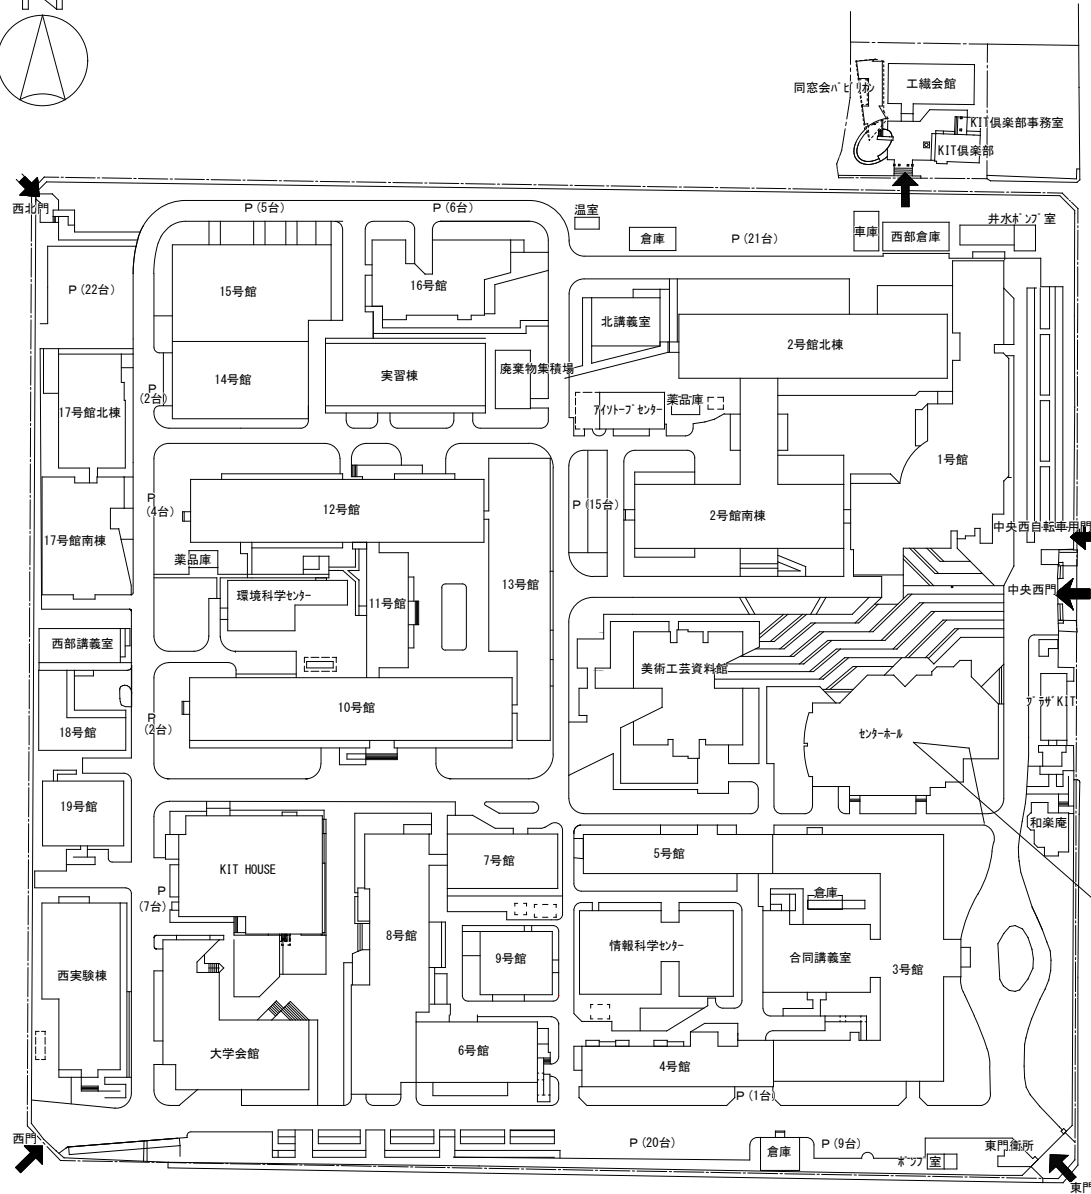 N
同窓会パビリオン
工繊会館
KIT倶楽部事務室
KIT倶楽部
西北門
P (5台)
P (6台)
温室
倉庫
P (21台)
車庫
西部倉庫
井水ポンプ室
P (22台)
15号館
16号館
北講義室
2号館北棟
14号館
実習棟
廃棄物集積場
P
(2台)
17号館北棟
アイソトープセンター
薬品庫
1号館
P
(4台)
12号館
P (15台)
2号館南棟
中央西自転車用門
17号館南棟
薬品庫
環境科学センター
11号館
13号館
中央西門
西部講義室
美術工芸資料館
プラザKIT
10号館
18号館
P
(2台)
センターホール
19号館
和楽庵
KIT HOUSE
7号館
5号館
P
(7台)
倉庫
8号館
9号館
情報科学センター
合同講義室
3号館
西実験棟
大学会館
6号館
4号館
P (1台)
西門
P (20台)
倉庫
P (9台)
ポンプ室
東門衛所
東門